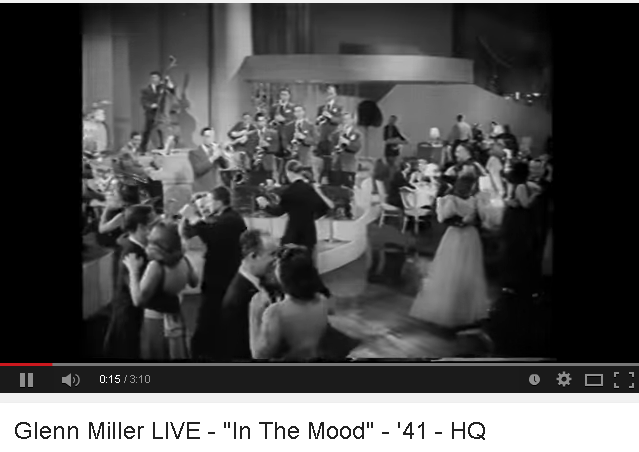 0:15 / 3:10
Glenn Miller LIVE - "In The Mood" - '41 - HQ